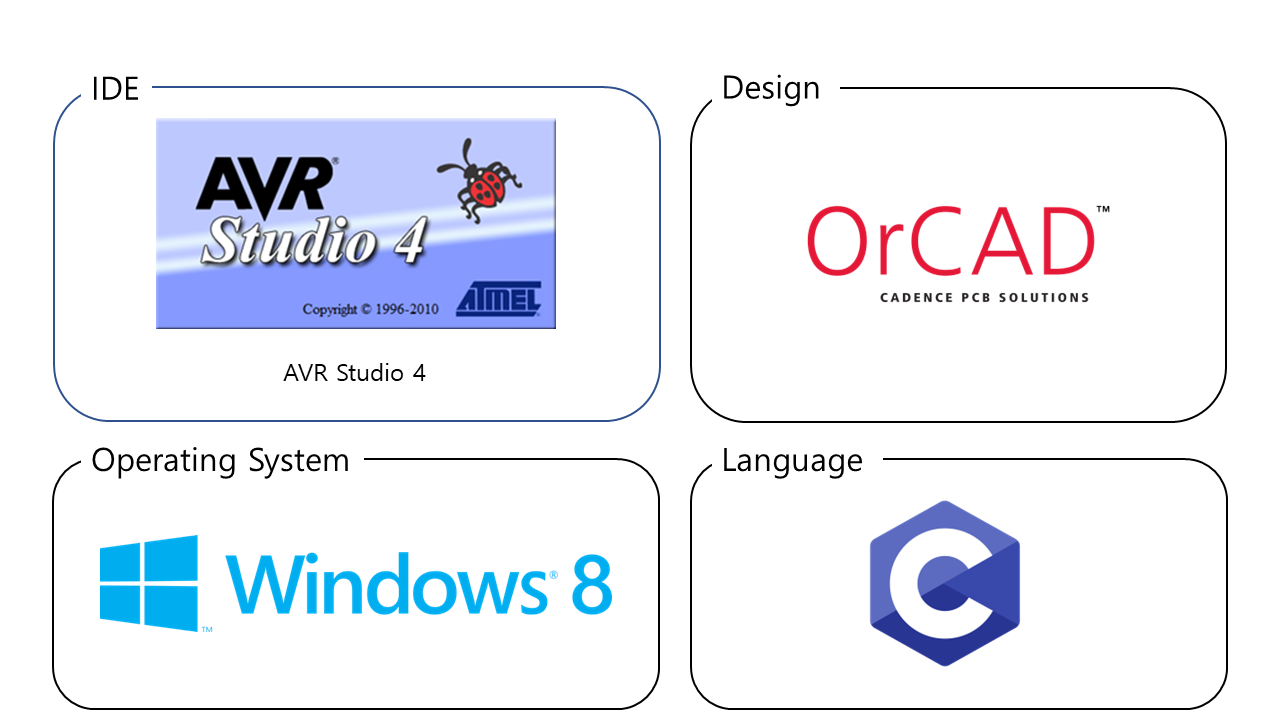 IDE
AVR®
Studio 4
Copyright © 1996-2010
ATMEL
AVR Studio 4
Design
OrCAD™
CADENCE PCB SOLUTIONS
Operating System
™ Windows® 8
Language
C